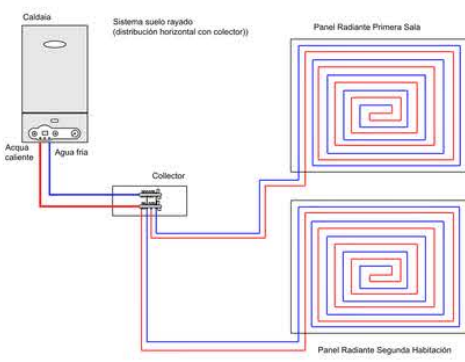 Caldaia
Sistema suelo rayado
(distribución horizontal con colector))
Panel Radiante Primera Sala
Acqua
caliente
Agua fria
Collector
Panel Radiante Segunda Habitación